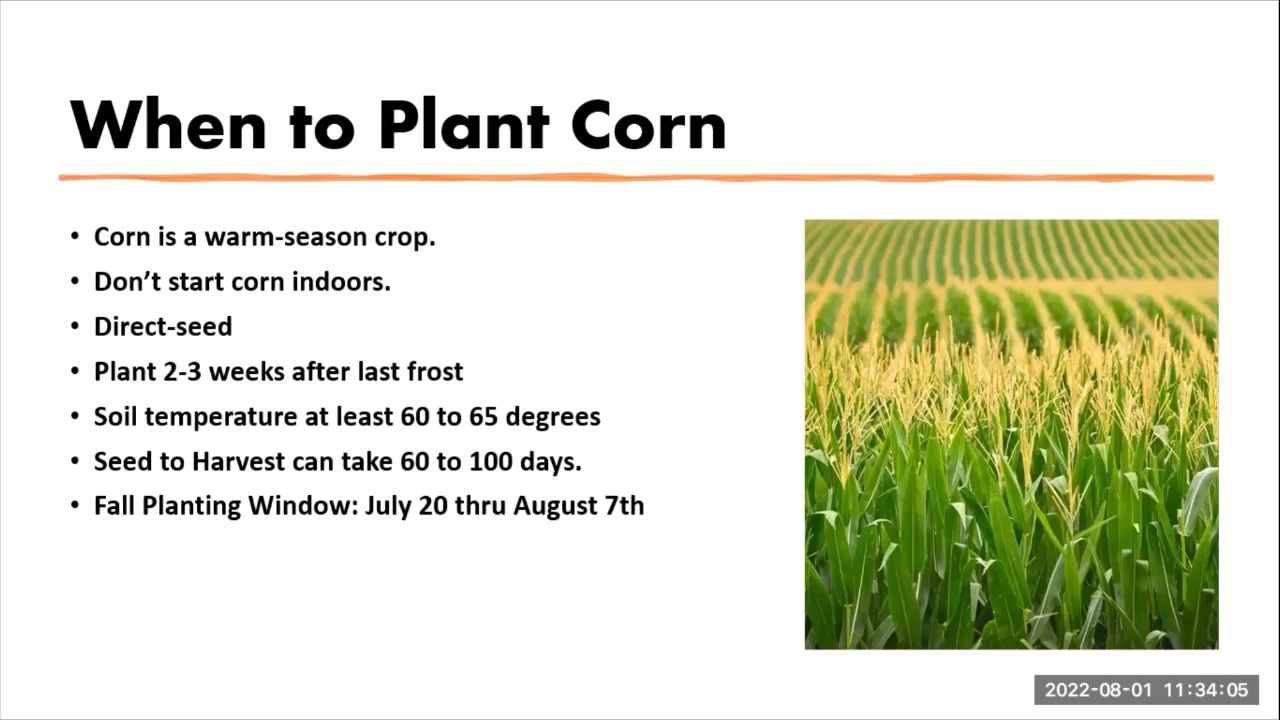 When to Plant Corn
• Corn is a warm-season crop.
• Don’t start corn indoors.
• Direct-seed
• Plant 2-3 weeks after last frost
• Soil temperature at least 60 to 65 degrees
• Seed to Harvest can take 60 to 100 days.
• Fall Planting Window: July 20 thru August 7th
2022-08-01 11:34:05